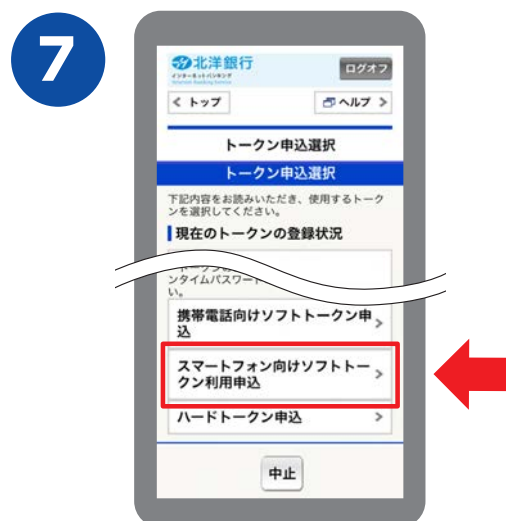 7
北洋銀行
インターネットバンキング
Internet Banking Service
ログオフ
< トップ
ヘルプ >
トークン申込選択
トークン申込選択
下記内容をお読みいただき、使用するトーク
ンを選択してください。
現在のトークンの登録状況
ンタイムパスワード
い。
携帯電話向けソフトトークン申
込 >
スマートフォン向けソフトトー
クン利用申込 >
ハードトークン申込 >
中止